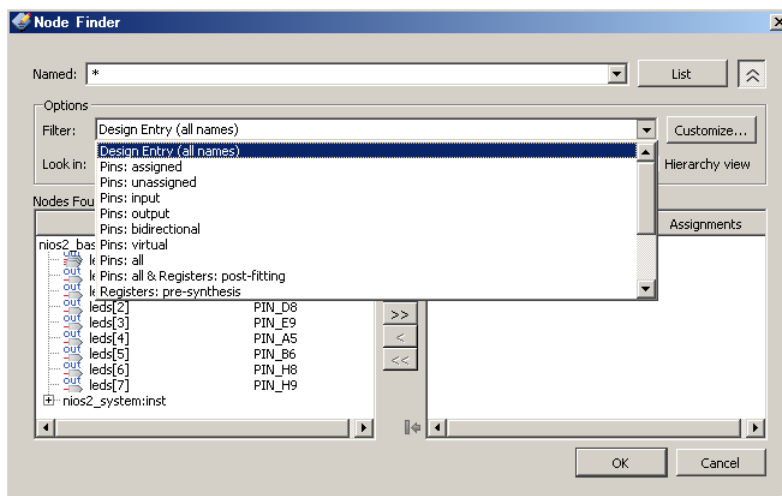 Node Finder
Named: * List
Options
Filter: Design Entry (all names) Customize...
Design Entry (all names)
Look in: Pins: assigned Hierarchy view
Pins: unassigned
Pins: input
Nodes Fou Pins: output
Pins: bidirectional Assignments
nios2_bas Pins: virtual
le Pins: all
out le Pins: all & Registers: post-fitting
out Registers: pre-synthesis
out leds[2] PIN_D8 >>
out leds[3] PIN_E9
out leds[4] PIN_A5 <
out leds[5] PIN_B6 <<
out leds[6] PIN_H8
out leds[7] PIN_H9
nios2_system:inst
OK Cancel